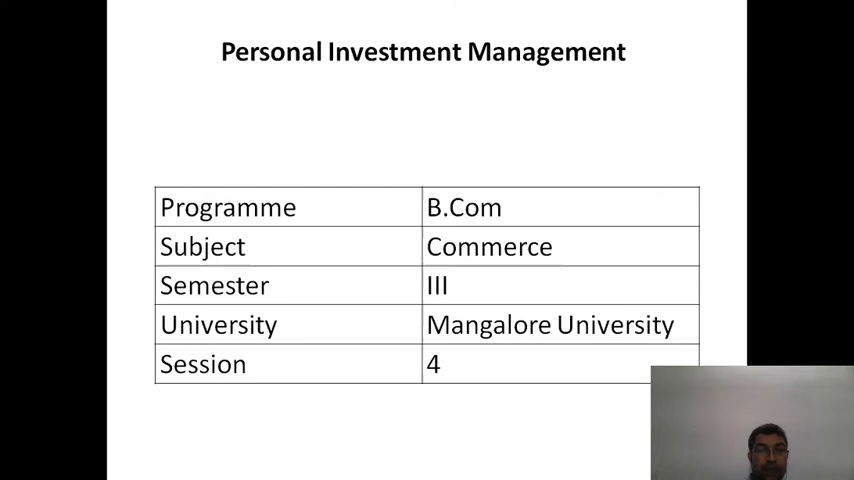 Personal Investment Management
Programme B.Com
Subject Commerce
Semester III
University Mangalore University
Session 4